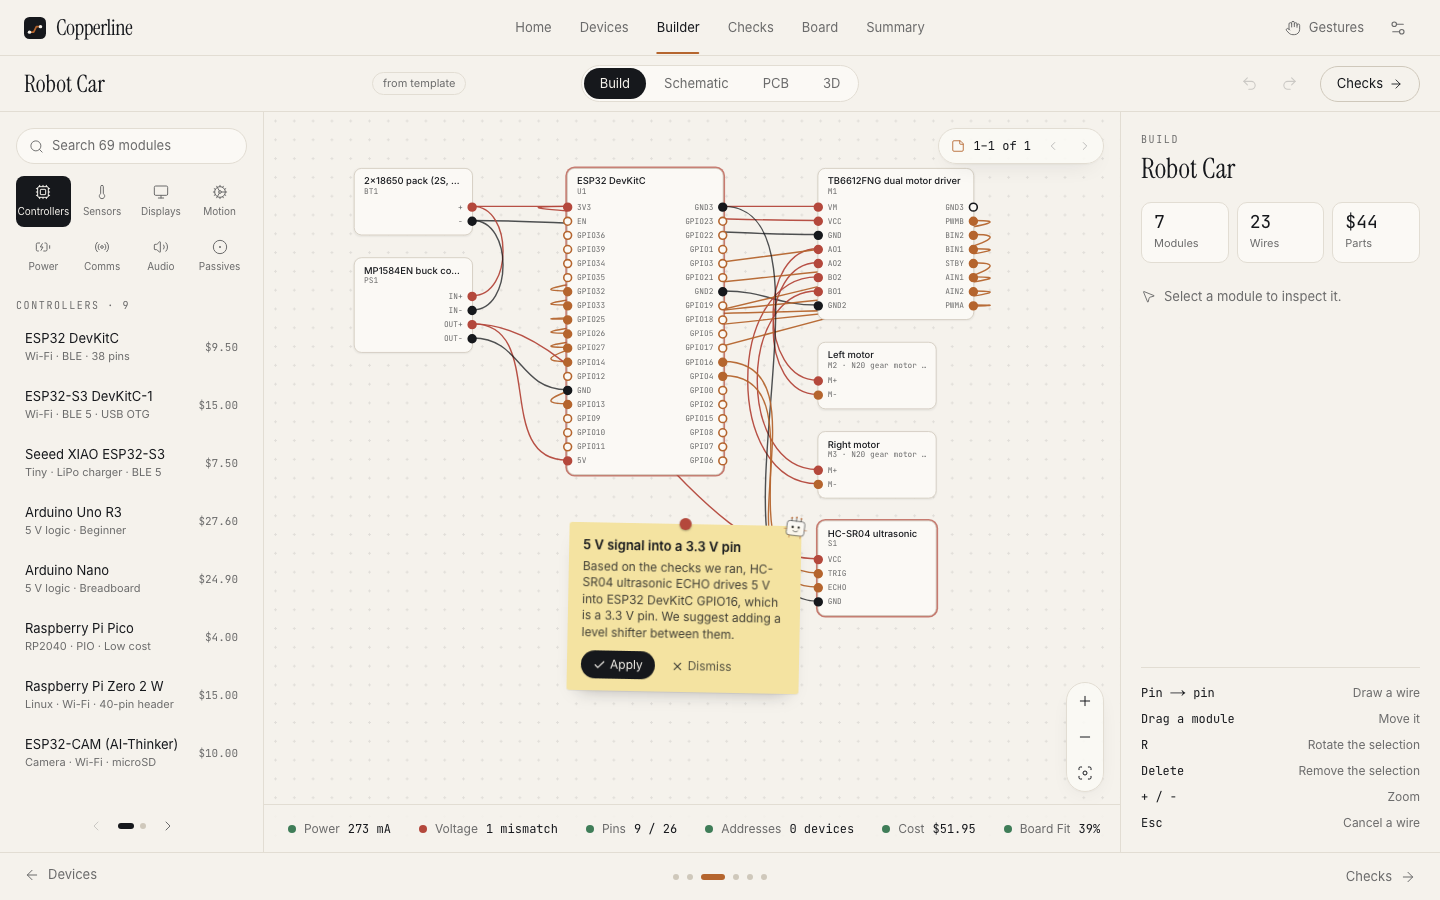 Copperline
Home
Devices
Builder
Checks
Board
Summary
Gestures
Robot Car
from template
Build
Schematic
PCB
3D
Checks
Search 69 modules
Controllers
Sensors
Displays
Motion
Power
Comms
Audio
Passives
CONTROLLERS · 9
ESP32 DevKitC
Wi-Fi · BLE · 38 pins
$9.50
ESP32-S3 DevKitC-1
Wi-Fi · BLE 5 · USB OTG
$15.00
Seeed XIAO ESP32-S3
Tiny · LiPo charger · BLE 5
$7.50
Arduino Uno R3
5 V logic · Beginner
$27.60
Arduino Nano
5 V logic · Breadboard
$24.90
Raspberry Pi Pico
RP2040 · PIO · Low cost
$4.00
Raspberry Pi Zero 2 W
Linux · Wi-Fi · 40-pin header
$15.00
ESP32-CAM (AI-Thinker)
Camera · Wi-Fi · microSD
$10.00
1–1 of 1
2×18650 pack (2S, ...
BT1
+
-
MP1584EN buck co...
PS1
IN+
IN-
OUT+
OUT-
ESP32 DevKitC
U1
3V3
EN
GPIO36
GPIO39
GPIO34
GPIO35
GPIO32
GPIO33
GPIO25
GPIO26
GPIO27
GPIO14
GPIO12
GND
GPIO13
GPIO9
GPIO10
GPIO11
5V
GND3
GPIO23
GPIO22
GPIO1
GPIO3
GPIO21
GND2
GPIO19
GPIO18
GPIO5
GPIO17
GPIO16
GPIO4
GPIO0
GPIO2
GPIO15
GPIO8
GPIO7
GPIO6
TB6612FNG dual motor driver
M1
VM
VCC
GND
AO1
AO2
BO2
BO1
GND2
GND3
PWMB
BIN2
BIN1
STBY
AIN1
AIN2
PWMA
Left motor
M2 · N20 gear motor …
M+
M-
Right motor
M3 · N20 gear motor …
M+
M-
HC-SR04 ultrasonic
S1
VCC
TRIG
ECHO
GND
5 V signal into a 3.3 V pin
Based on the checks we ran, HC-
SR04 ultrasonic ECHO drives 5 V
into ESP32 DevKitC GPIO16, which
is a 3.3 V pin. We suggest adding a
level shifter between them.
Apply
Dismiss
Power 273 mA
Voltage 1 mismatch
Pins 9 / 26
Addresses 0 devices
Cost $51.95
Board Fit 39%
BUILD
Robot Car
7
Modules
23
Wires
$44
Parts
Select a module to inspect it.
Pin → pin
Draw a wire
Drag a module
Move it
R
Rotate the selection
Delete
Remove the selection
+ / -
Zoom
Esc
Cancel a wire
Devices
Checks